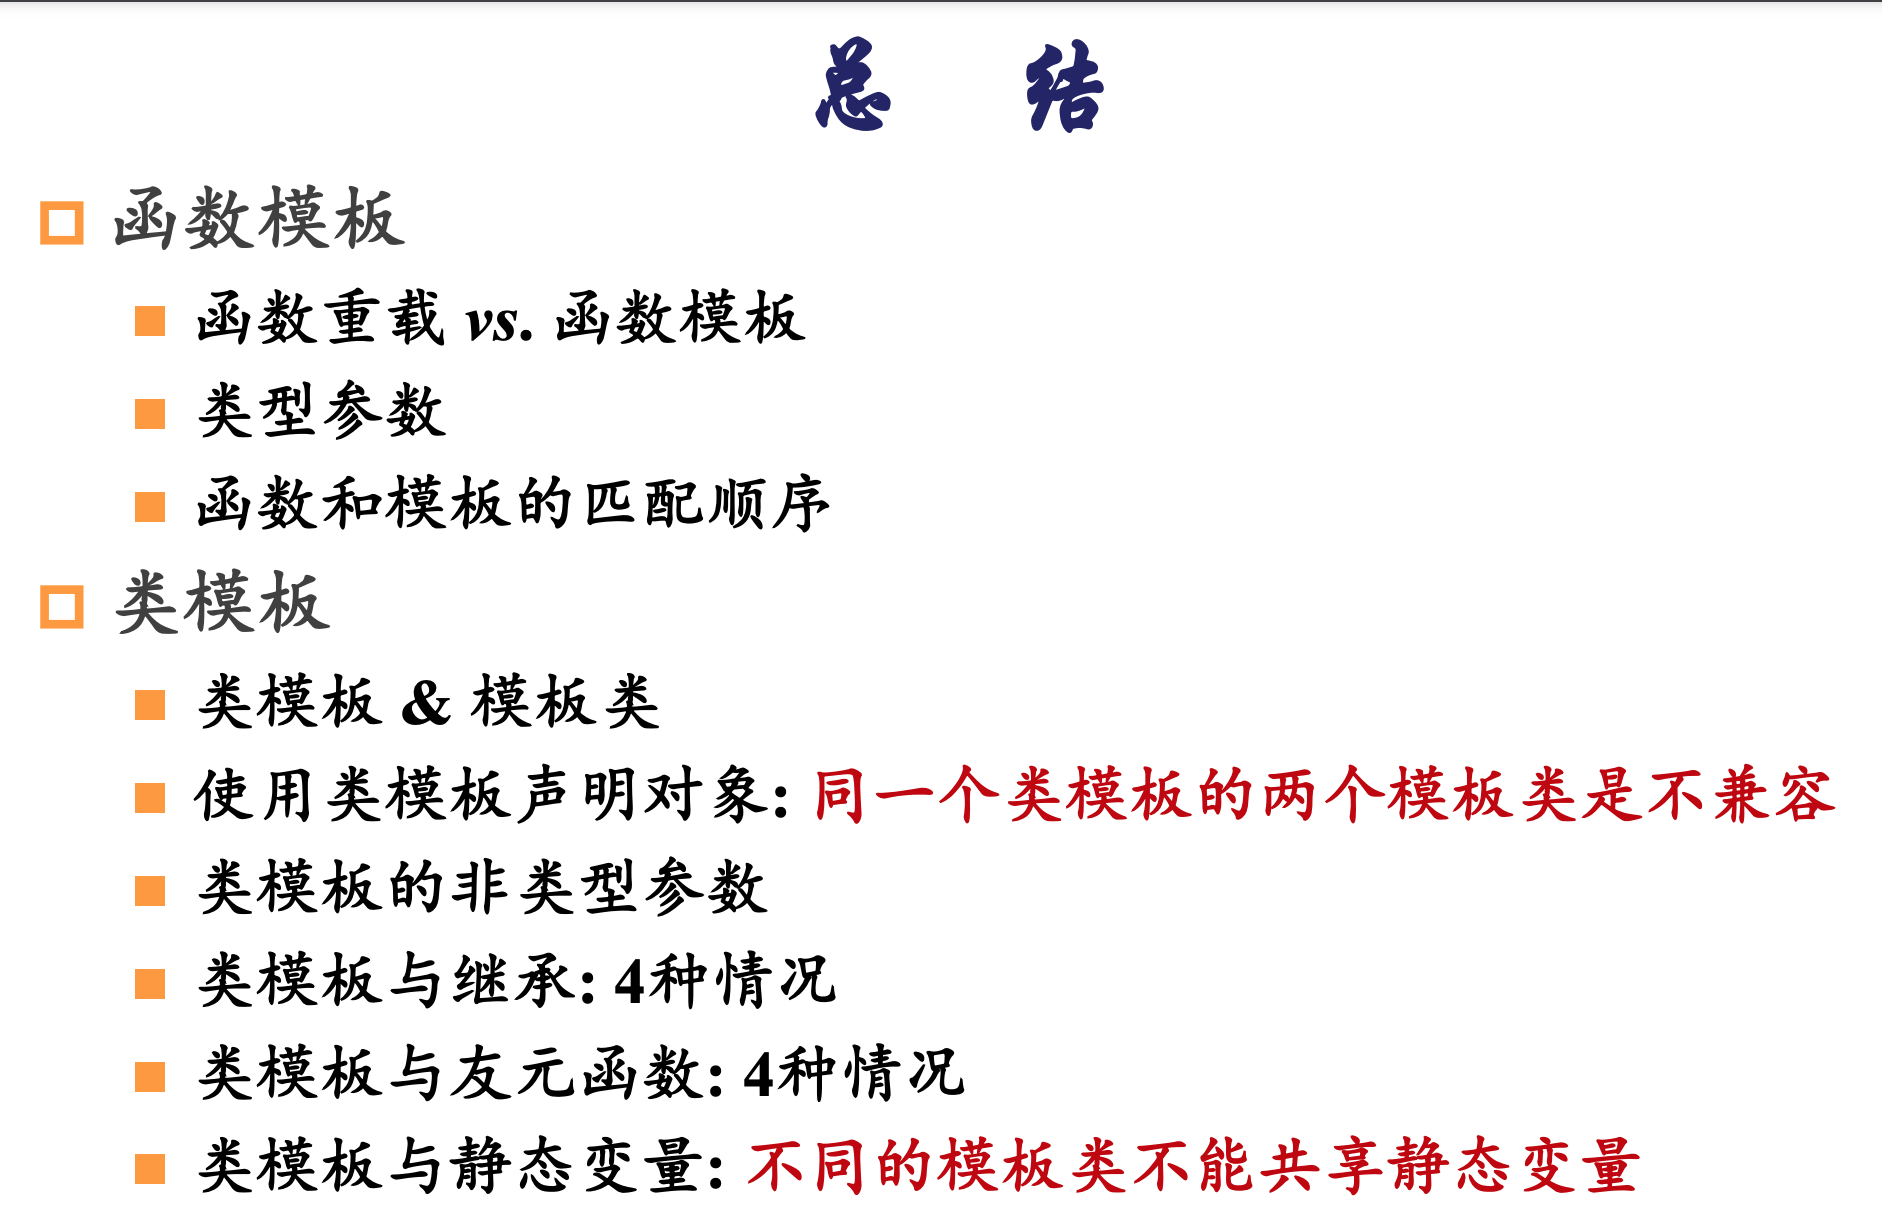 总 结
函数模板
函数重载 vs. 函数模板
类型参数
函数和模板的匹配顺序
类模板
类模板 & 模板类
使用类模板声明对象: 同一个类模板的两个模板类是不兼容
类模板的非类型参数
类模板与继承: 4种情况
类模板与友元函数: 4种情况
类模板与静态变量: 不同的模板类不能共享静态变量